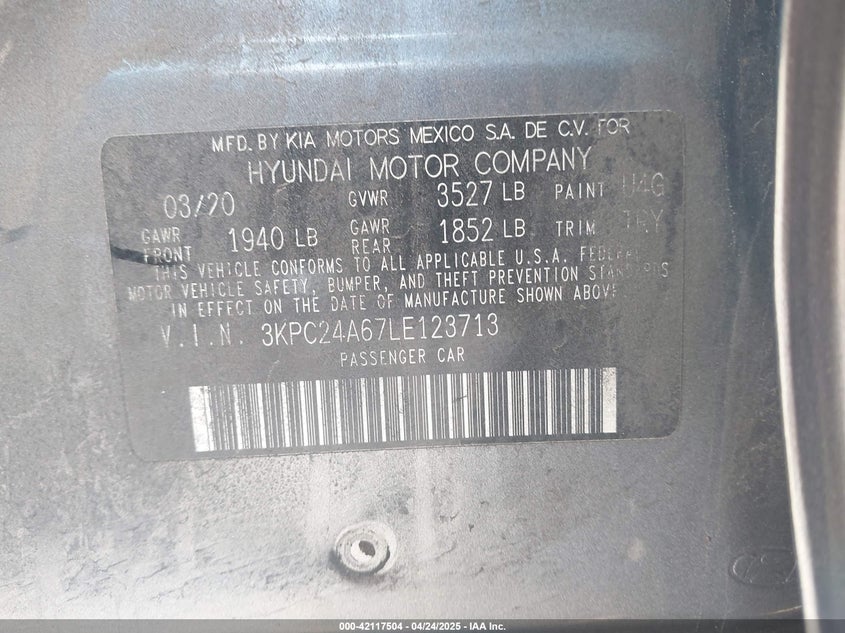 MFD. BY KIA MOTORS MEXICO S.A. DE C.V. FOR
HYUNDAI MOTOR COMPANY
03/20 GVWR 3527 LB PAINT U4G
GAWR FRONT 1940 LB GAWR REAR 1852 LB TRIM TRY
THIS VEHICLE CONFORMS TO ALL APPLICABLE U.S.A. FEDERAL
MOTOR VEHICLE SAFETY, BUMPER, AND THEFT PREVENTION STANDARDS
IN EFFECT ON THE DATE OF MANUFACTURE SHOWN ABOVE.
V.I.N. 3KPC24A67LE123713
PASSENGER CAR
000-42117504 - 04/24/2025 - IAA Inc.